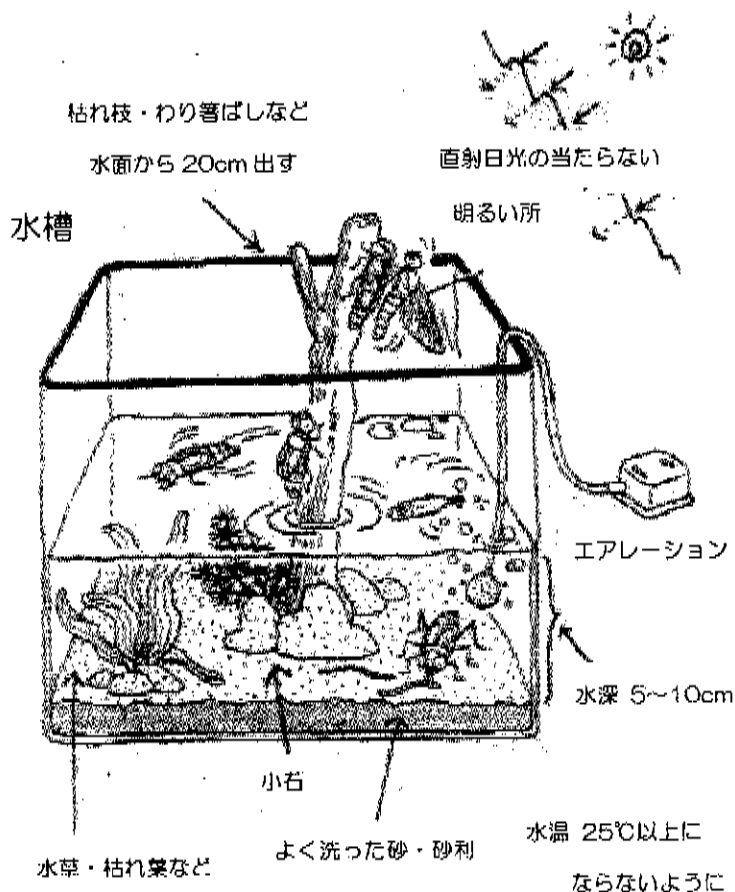 枯れ枝・わり箸ばしなど
水面から 20cm 出す
直射日光の当たらない
明るい所
水槽
エアレーション
水深 5〜10cm
小石
よく洗った砂・砂利
水草・枯れ葉など
水温 25℃以上に
ならないように